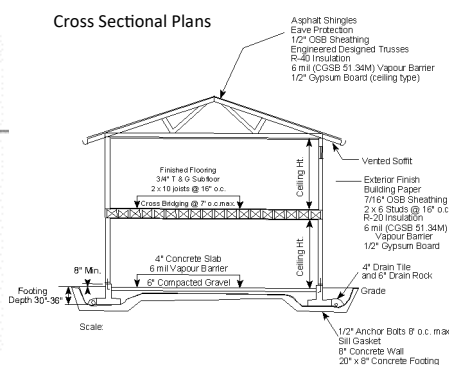 Cross Sectional Plans
Asphalt Shingles
Eave Protection
1/2" OSB Sheathing
Engineered Designed Trusses
R-40 Insulation
6 mil (CGSB 51.34M) Vapour Barrier
1/2" Gypsum Board (ceiling type)
Vented Soffit
Ceiling Ht.
Finished Flooring
3/4" T & G Subfloor
2 x 10 joists @ 16" o.c.
Cross Bridging @ 7' o.c.max.
Exterior Finish
Building Paper
7/16" OSB Sheathing
2 x 6 Studs @ 16" o.c
R-20 Insulation
6 mil (CGSB 51.34M)
Vapour Barrier
1/2" Gypsum Board
Ceiling Ht.
4" Concrete Slab
6 mil Vapour Barrier
6" Compacted Gravel
8" Min.
4" Drain Tile
and 6" Drain Rock
Footing
Depth 30"-36"
Grade
Scale:
1/2" Anchor Bolts 8' o.c. max
Sill Gasket
8" Concrete Wall
20" x 8" Concrete Footing